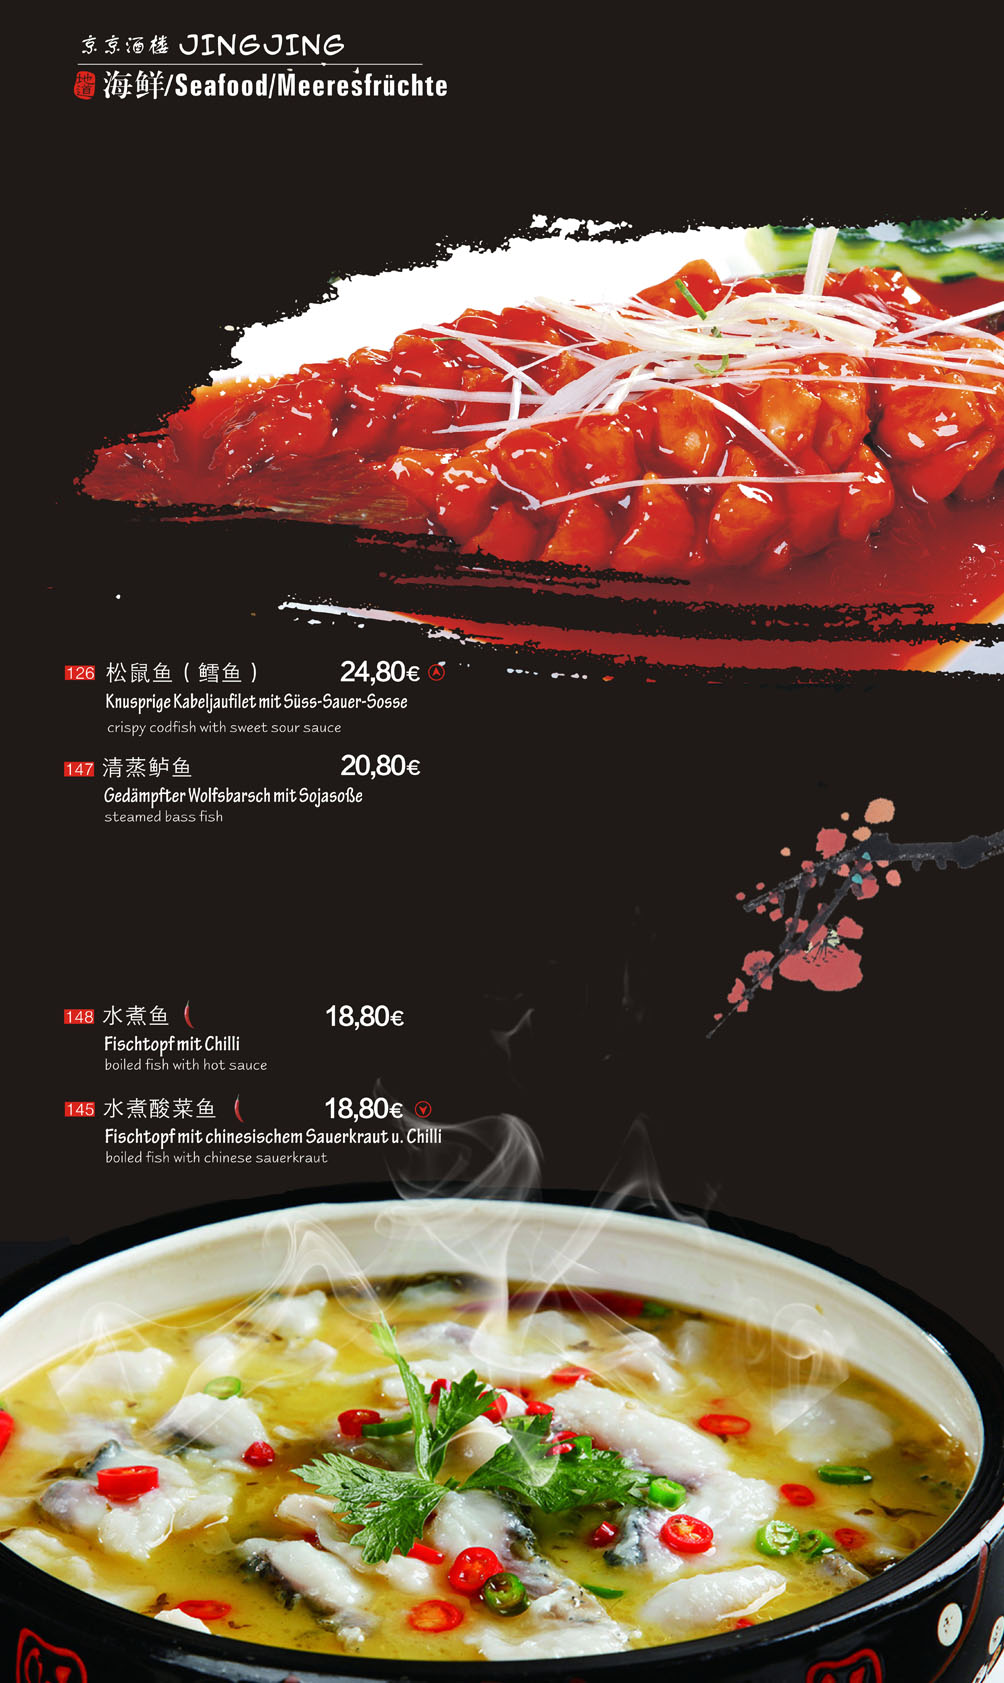 京京酒楼 JINGJING
地道 海鲜/Seafood/Meeresfrüchte
126 松鼠鱼（鳕鱼） 24,80€
Knusprige Kabeljaufilet mit Süss-Sauer-Sosse
crispy codfish with sweet sour sauce
147 清蒸鲈鱼 20,80€
Gedämpfter Wolfsbarsch mit Sojasoße
steamed bass fish
148 水煮鱼 18,80€
Fischtopf mit Chilli
boiled fish with hot sauce
145 水煮酸菜鱼 18,80€
Fischtopf mit chinesischem Sauerkraut u. Chilli
boiled fish with chinese sauerkraut